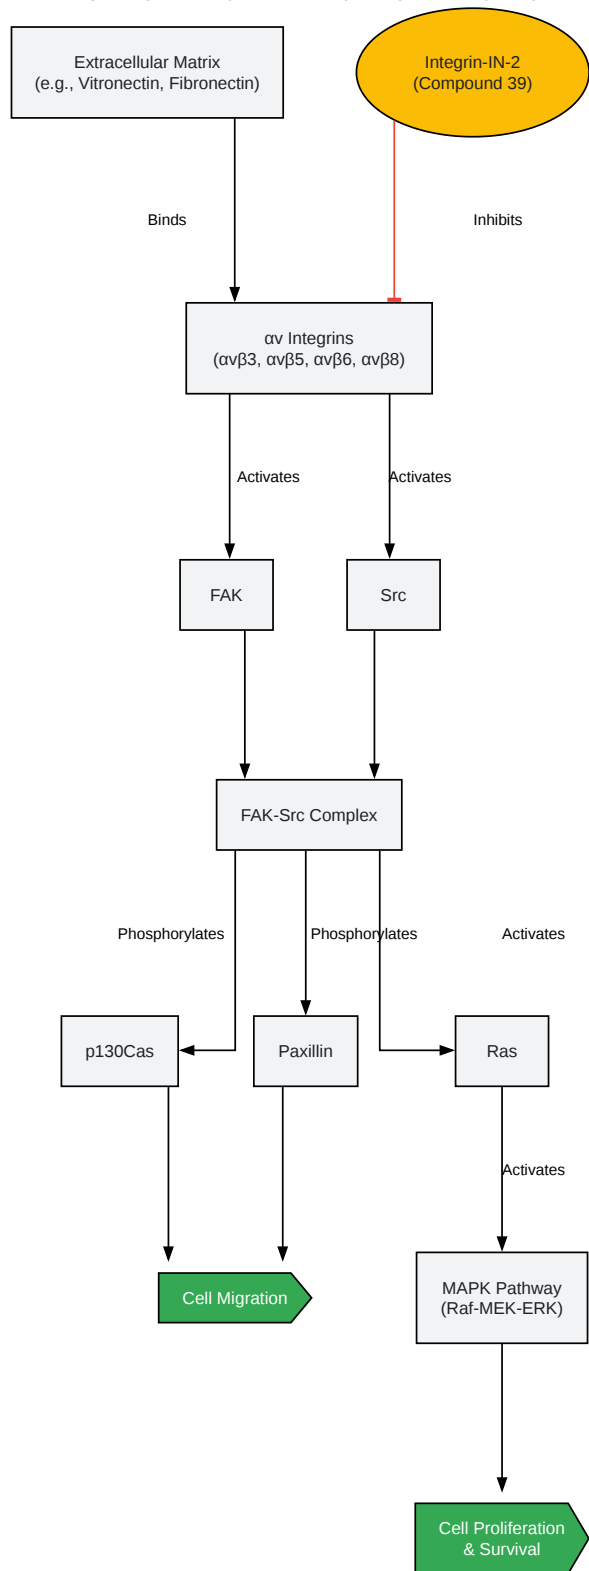 Extracellular Matrix
(e.g., Vitronectin, Fibronectin)
Integrin-IN-2
(Compound 39)
Binds
Inhibits
αv Integrins
(αvβ3, αvβ5, αvβ6, αvβ8)
Activates
Activates
FAK
Src
FAK-Src Complex
Phosphorylates
Phosphorylates
Activates
p130Cas
Paxillin
Ras
Activates
MAPK Pathway
(Raf-MEK-ERK)
Cell Migration
Cell Proliferation
& Survival